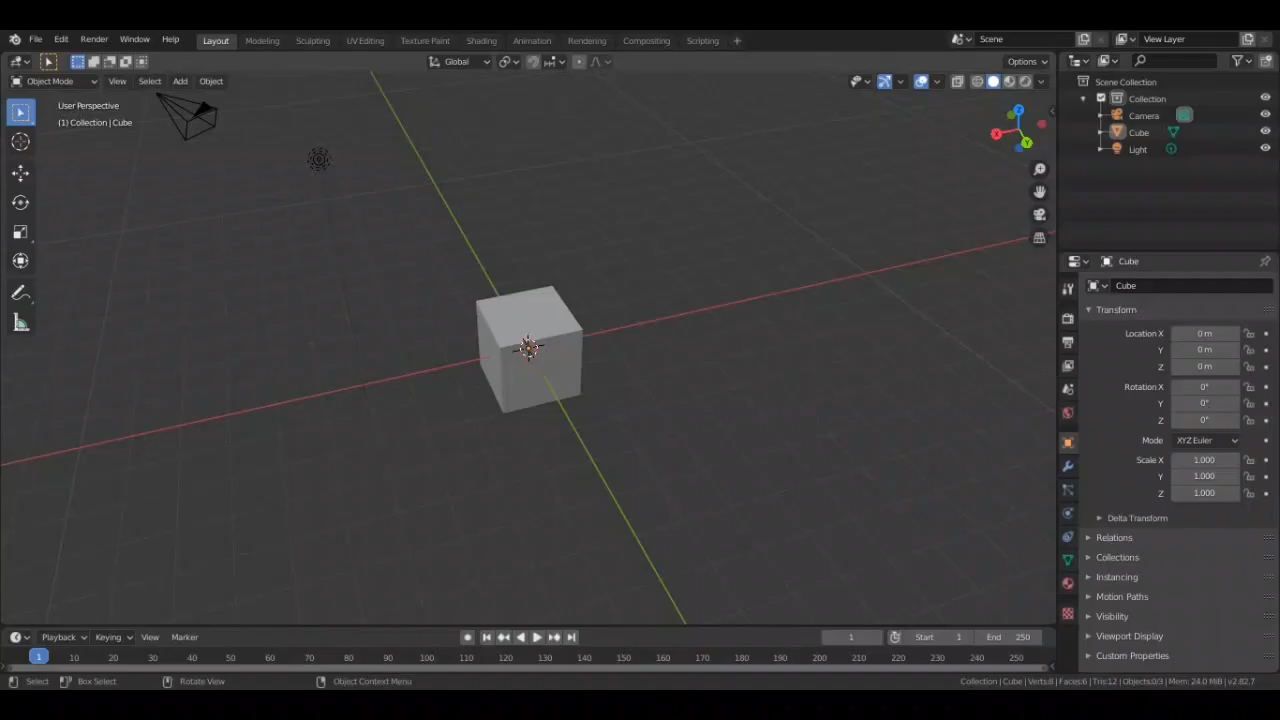 File Edit Render Window Help Layout Modeling Sculpting UV Editing Texture Paint Shading Animation Rendering Compositing Scripting + Scene View Layer
Global Options
Object Mode View Select Add Object
User Perspective
(1) Collection | Cube
Z
X
Y
Scene Collection
Collection
Camera
Cube
Light
Cube
Cube
Transform
Location X 0 m
Y 0 m
Z 0 m
Rotation X 0°
Y 0°
Z 0°
Mode XYZ Euler
Scale X 1.000
Y 1.000
Z 1.000
Delta Transform
Relations
Collections
Instancing
Motion Paths
Visibility
Viewport Display
Custom Properties
Playback Keying View Marker 1 Start 1 End 250
1 10 20 30 40 50 60 70 80 90 100 110 120 130 140 150 160 170 180 190 200 210 220 230 240 250
Select Box Select Rotate View Object Context Menu Collection | Cube | Verts:8 | Faces:6 | Tris:12 | Objects:0/3 | Mem: 24.0 MiB | v2.82.7